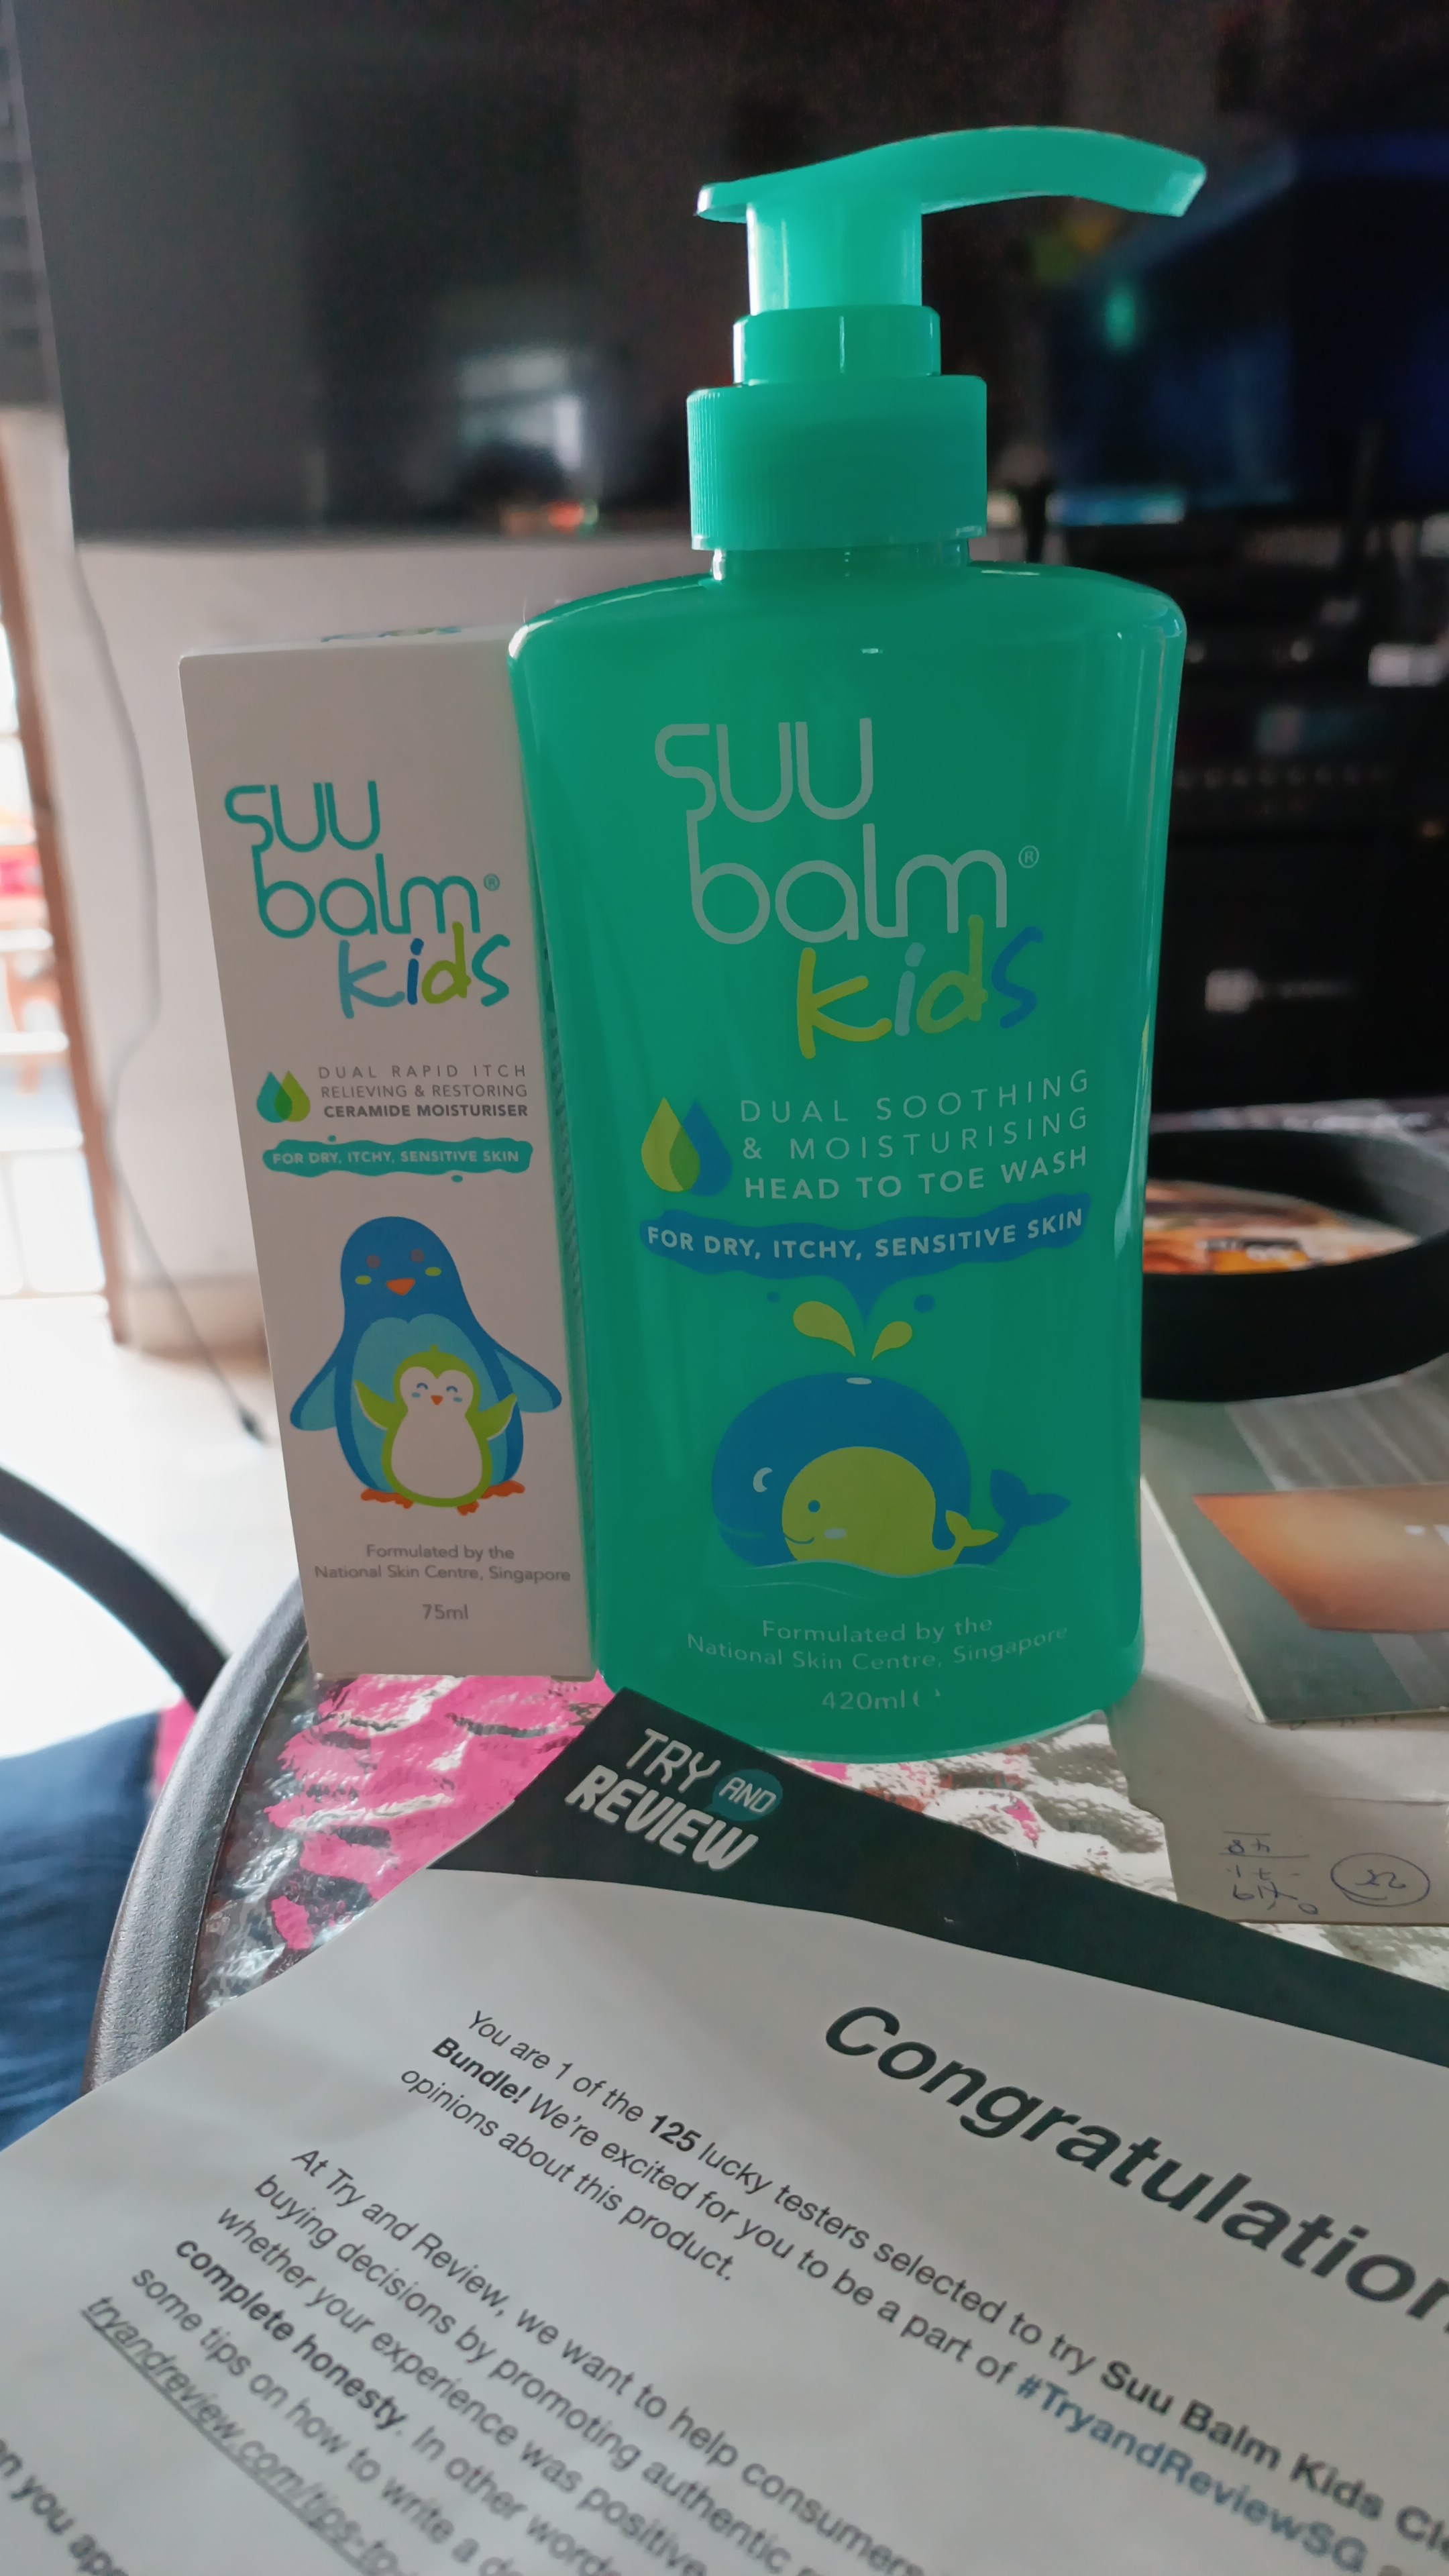 suu
balm®
kids
DUAL RAPID ITCH
RELIEVING & RESTORING
CERAMIDE MOISTURISER
FOR DRY, ITCHY, SENSITIVE SKIN
Formulated by the
National Skin Centre, Singapore
75ml
suu
balm®
kids
DUAL SOOTHING
& MOISTURISING
HEAD TO TOE WASH
FOR DRY, ITCHY, SENSITIVE SKIN
Formulated by the
National Skin Centre, Singapore
420ml
TRY AND
REVIEW
You are 1 of the 125 lucky testers selected to try Suu Balm Kids
Bundle! We're excited for you to be a part of #TryandReviewSG
opinions about this product.
At Try and Review, we want to help consumers
buying decisions by promoting authentic
whether your experience was positive
complete honesty. In other
some tips on how to write a
tryandreview.com/tips-to-
you